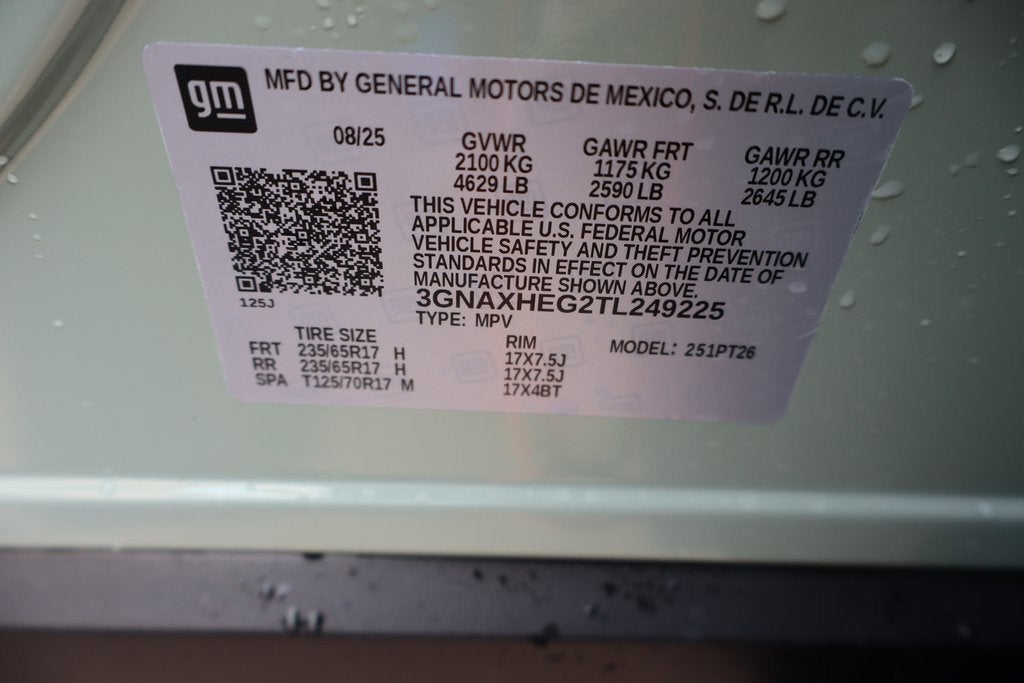 gm MFD BY GENERAL MOTORS DE MEXICO, S. DE R.L. DE C.V.
08/25 GVWR GAWR FRT GAWR RR
2100 KG 1175 KG 1200 KG
4629 LB 2590 LB 2645 LB
THIS VEHICLE CONFORMS TO ALL
APPLICABLE U.S. FEDERAL MOTOR
VEHICLE SAFETY AND THEFT PREVENTION
STANDARDS IN EFFECT ON THE DATE OF
MANUFACTURE SHOWN ABOVE.
125J 3GNAXHEG2TL249225
TYPE: MPV
TIRE SIZE RIM MODEL: 251PT26
FRT 235/65R17 H 17X7.5J
RR 235/65R17 H 17X7.5J
SPA T125/70R17 M 17X4BT